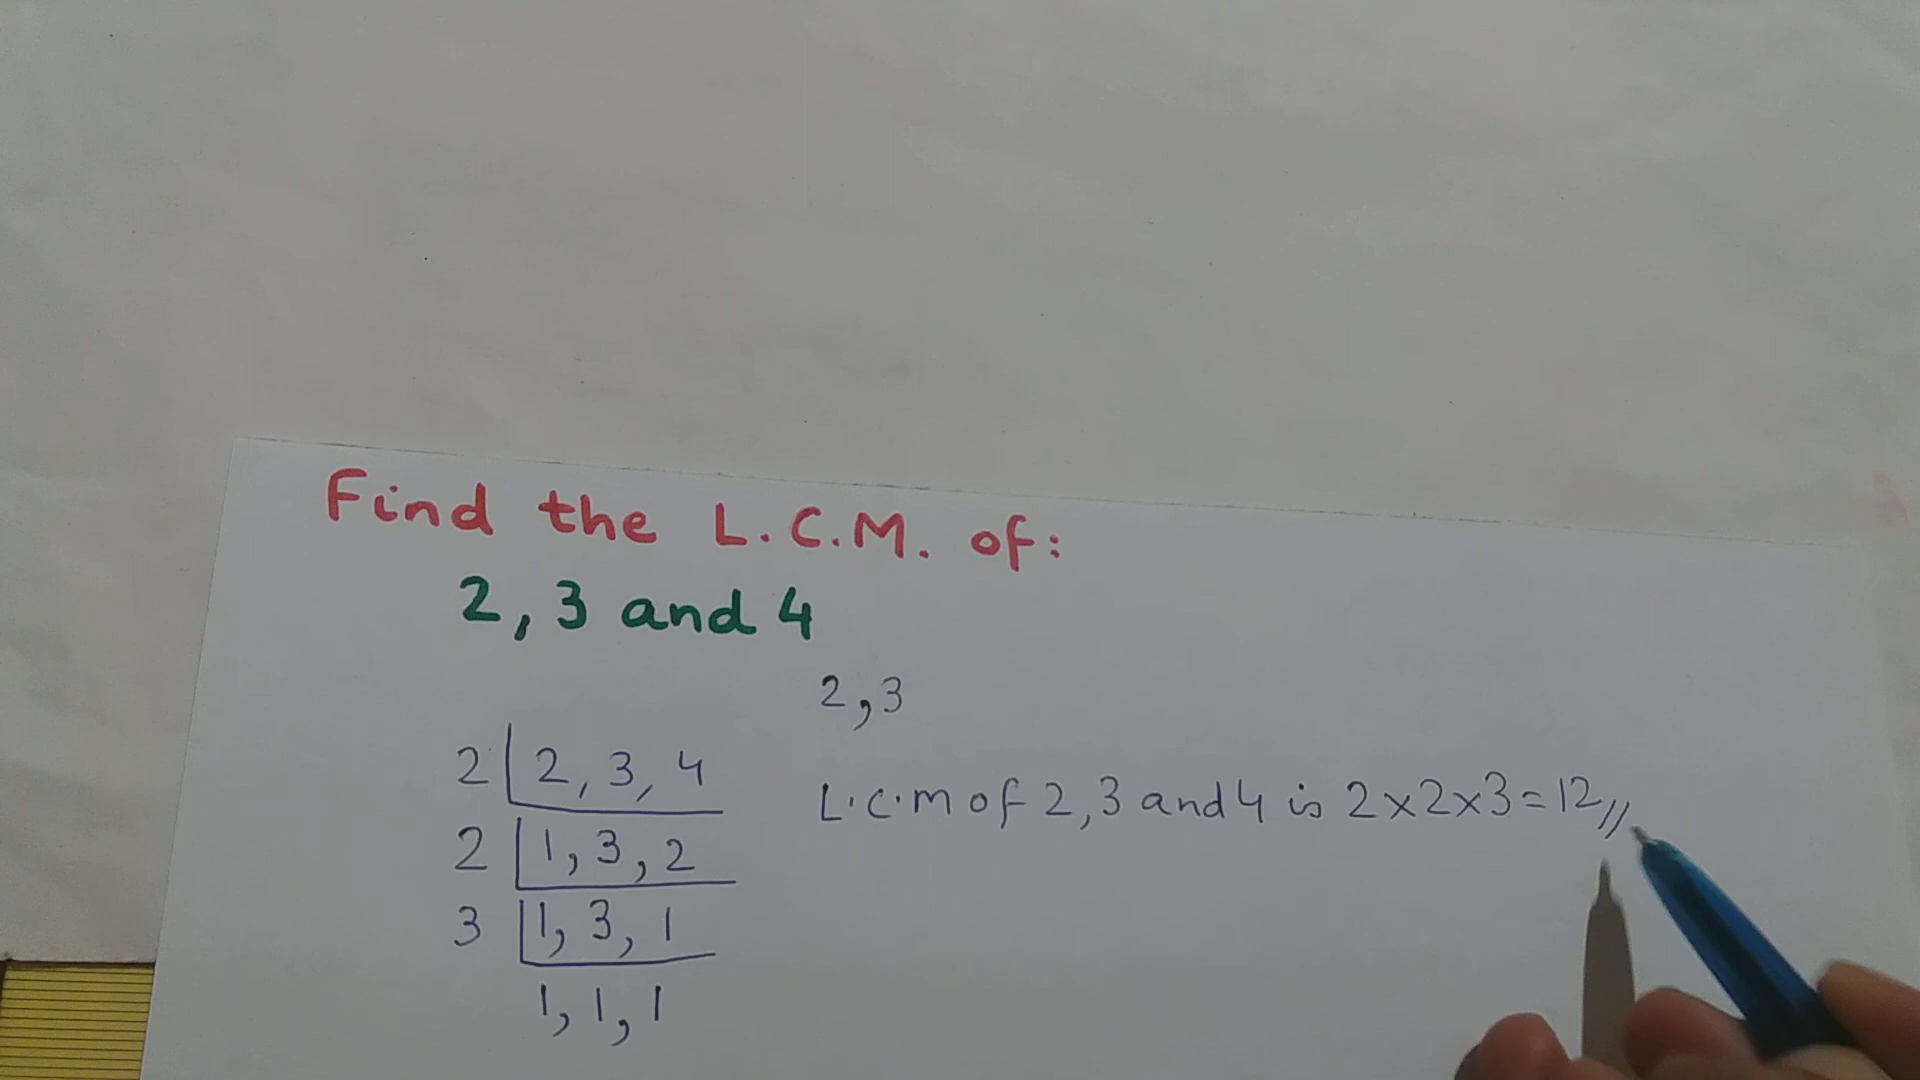 Find the L.C.M. of:
2, 3 and 4
2,3
2 2, 3, 4
L.C.M of 2,3 and 4 is 2×2×3=12//
2 1, 3, 2
3 1, 3, 1
1, 1, 1